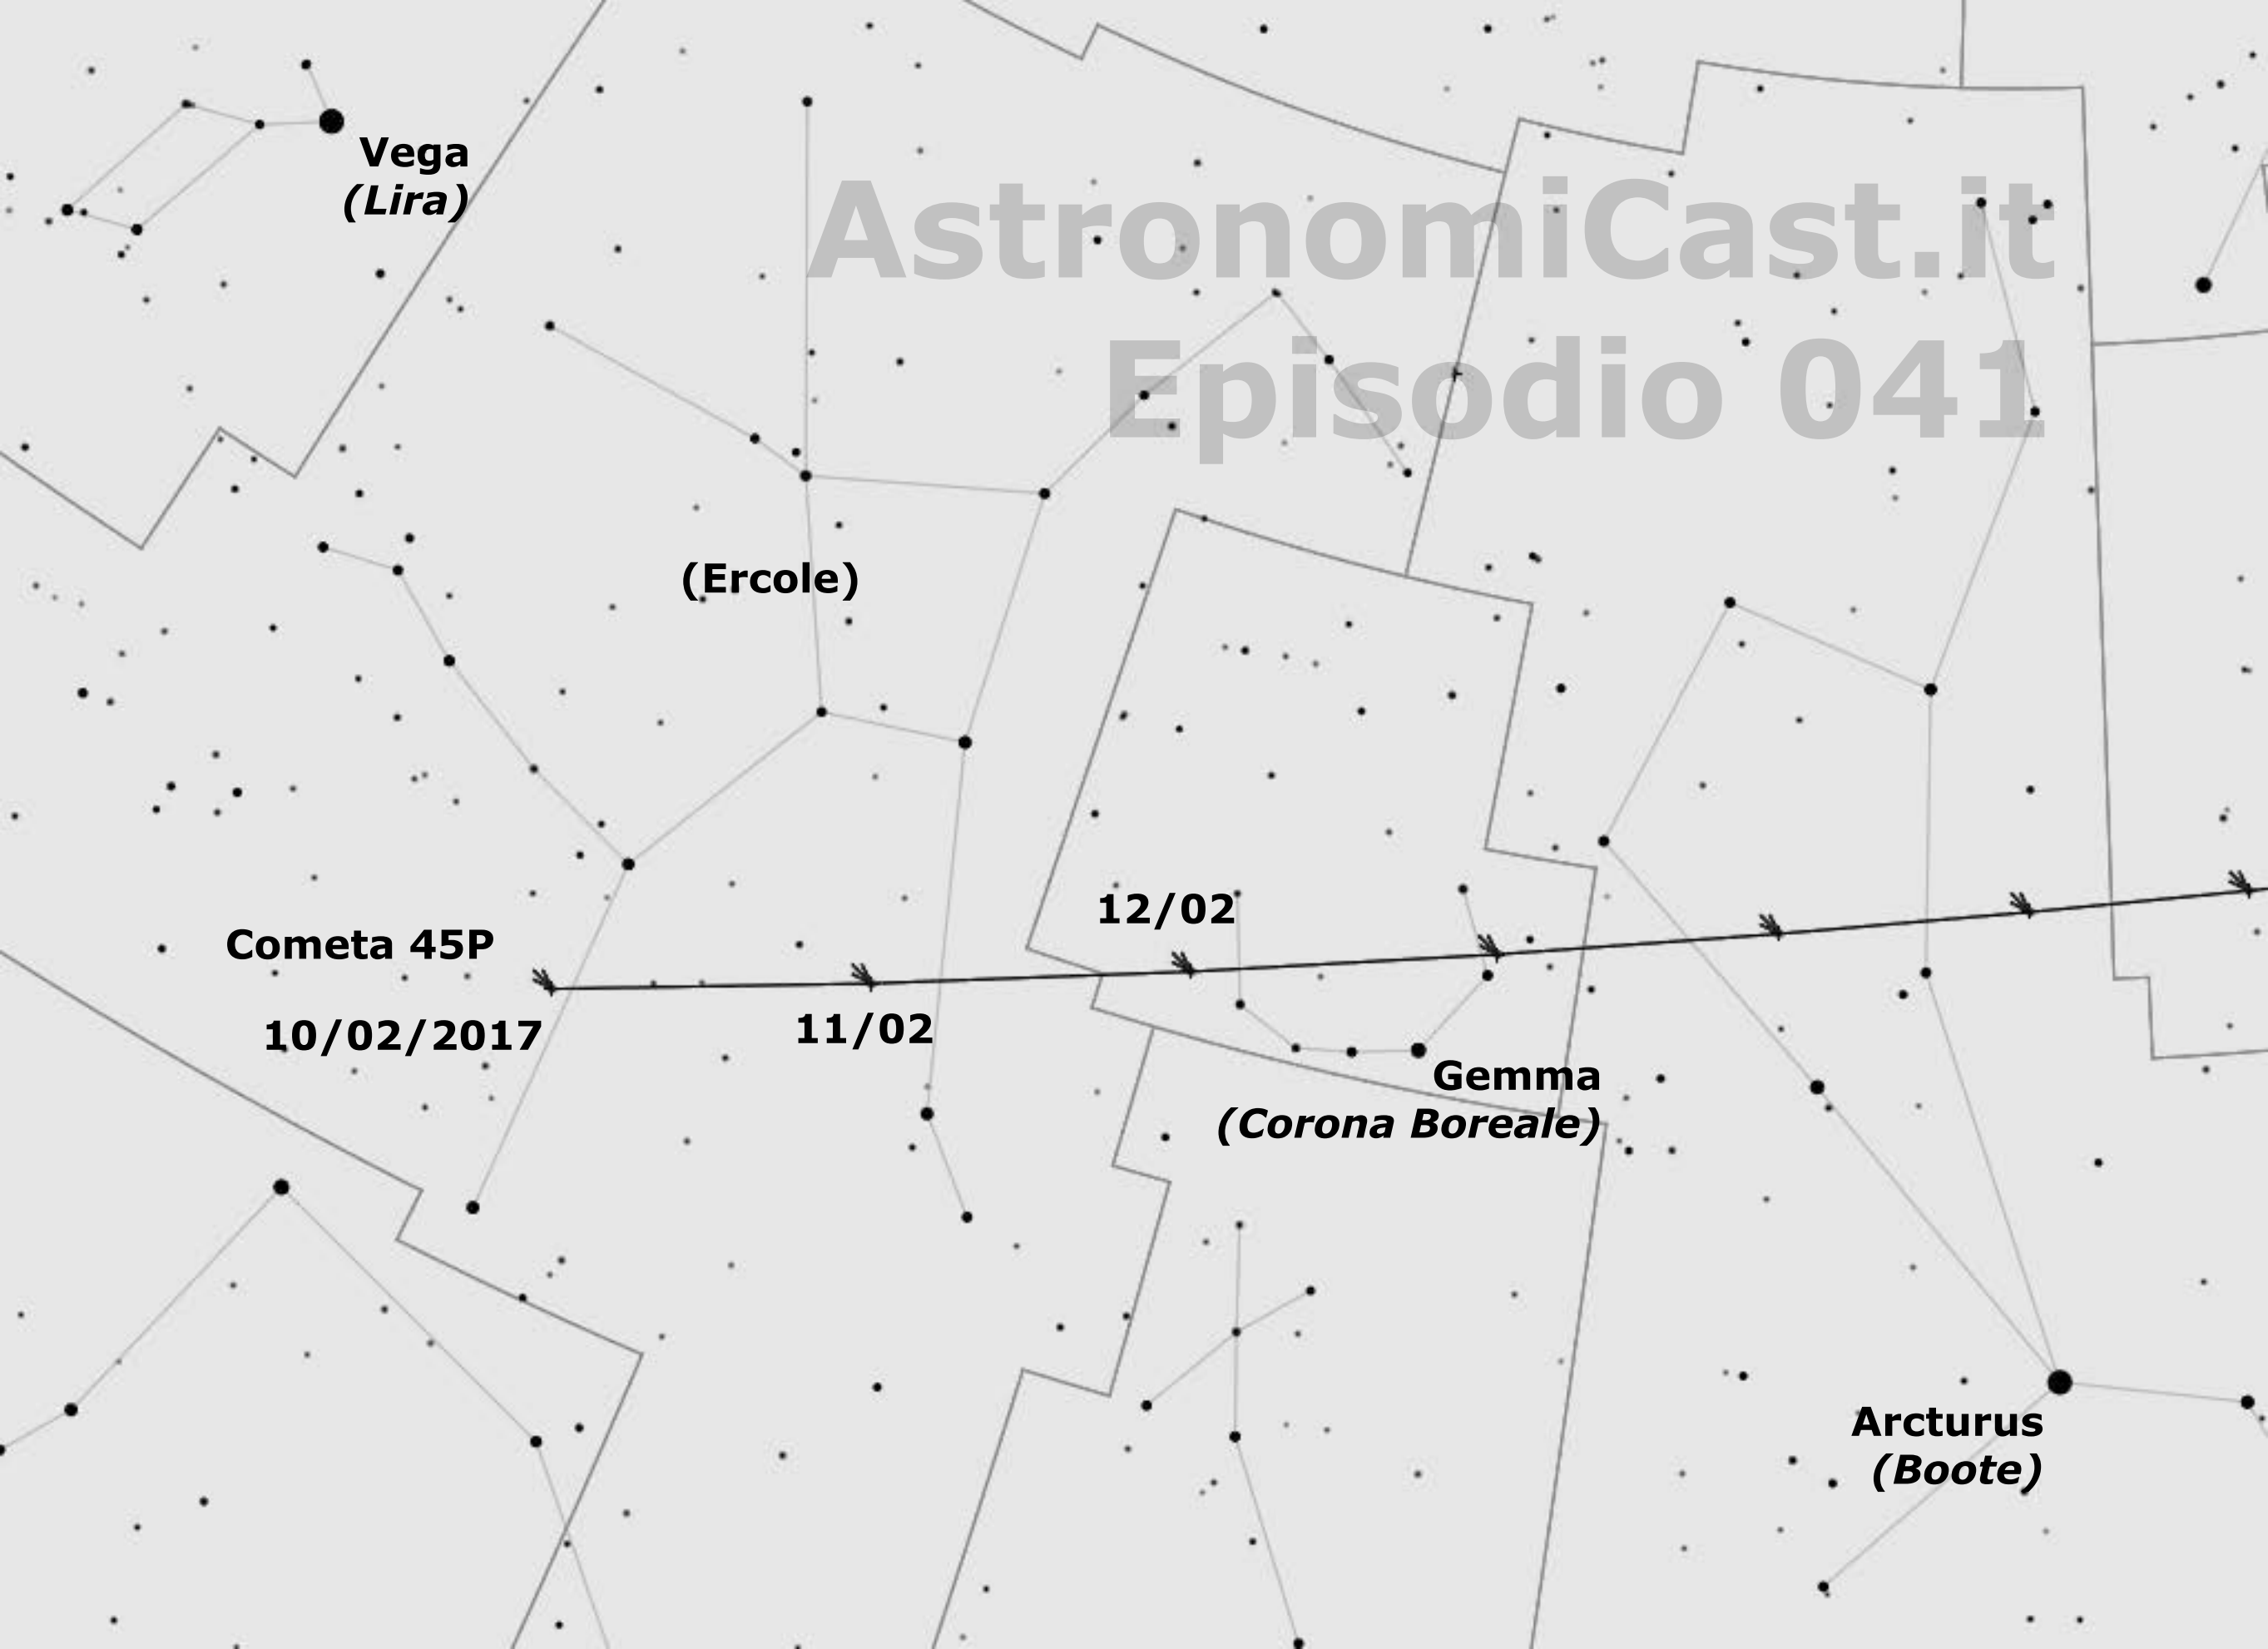 Vega
(Lira)
AstronomiCast.it
Episodio 041
(Ercole)
12/02
Cometa 45P
10/02/2017
11/02
Gemma
(Corona Boreale)
Arcturus
(Boote)